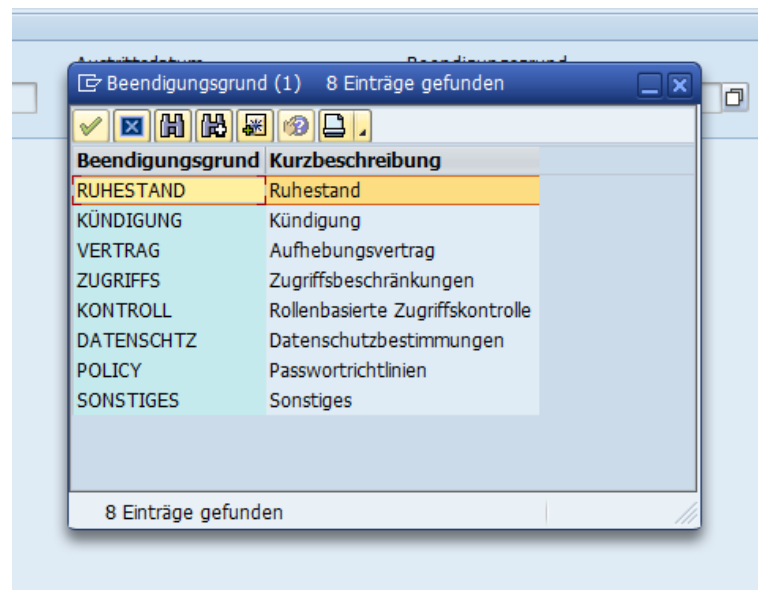 Beendigungsgrund (1) 8 Einträge gefunden
Beendigungsgrund Kurzbeschreibung
RUHESTAND Ruhestand
KÜNDIGUNG Kündigung
VERTRAG Aufhebungsvertrag
ZUGRIFFS Zugriffsbeschränkungen
KONTROLL Rollenbasierte Zugriffskontrolle
DATENSCHTZ Datenschutzbestimmungen
POLICY Passwortrichtlinien
SONSTIGES Sonstiges
8 Einträge gefunden